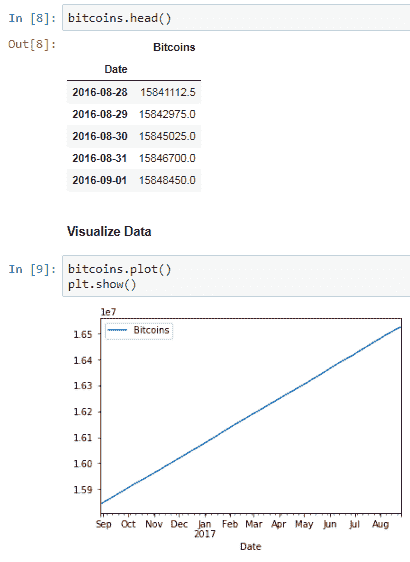 In [8]: bitcoins.head()
Out[8]:
Bitcoins
Date
2016-08-28 15841112.5
2016-08-29 15842975.0
2016-08-30 15845025.0
2016-08-31 15846700.0
2016-09-01 15848450.0
Visualize Data
In [9]: bitcoins.plot()
plt.show()
1e7
Bitcoins
1.65
1.64
1.63
1.62
1.61
1.60
1.59
Sep Oct Nov Dec Jan Feb Mar Apr May Jun Jul Aug
2017
Date